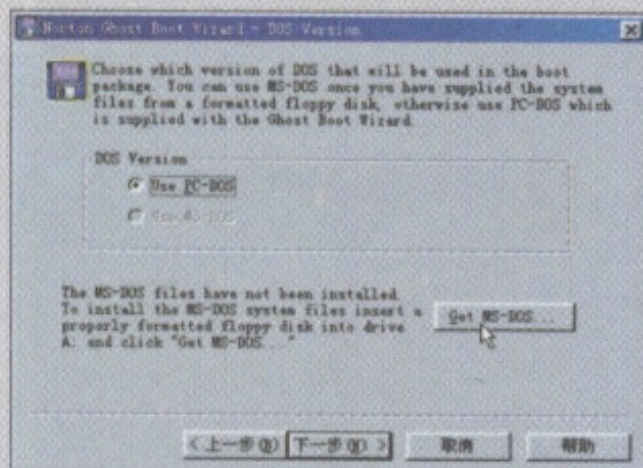 Norton Ghost Boot Wizard - DOS Version
Choose which version of DOS that will be used in the boot
package. You can use MS-DOS once you have supplied the system
files from a formatted floppy disk, otherwise use PC-DOS which
is supplied with the Ghost Boot Wizard.
DOS Version
Use PC-DOS
Use MS-DOS
The MS-DOS files have not been installed.
To install the MS-DOS system files insert a
properly formatted floppy disk into drive
A: and click "Get MS-DOS..."
Get MS-DOS...
<上一步(B) 下一步(N) > 取消 帮助